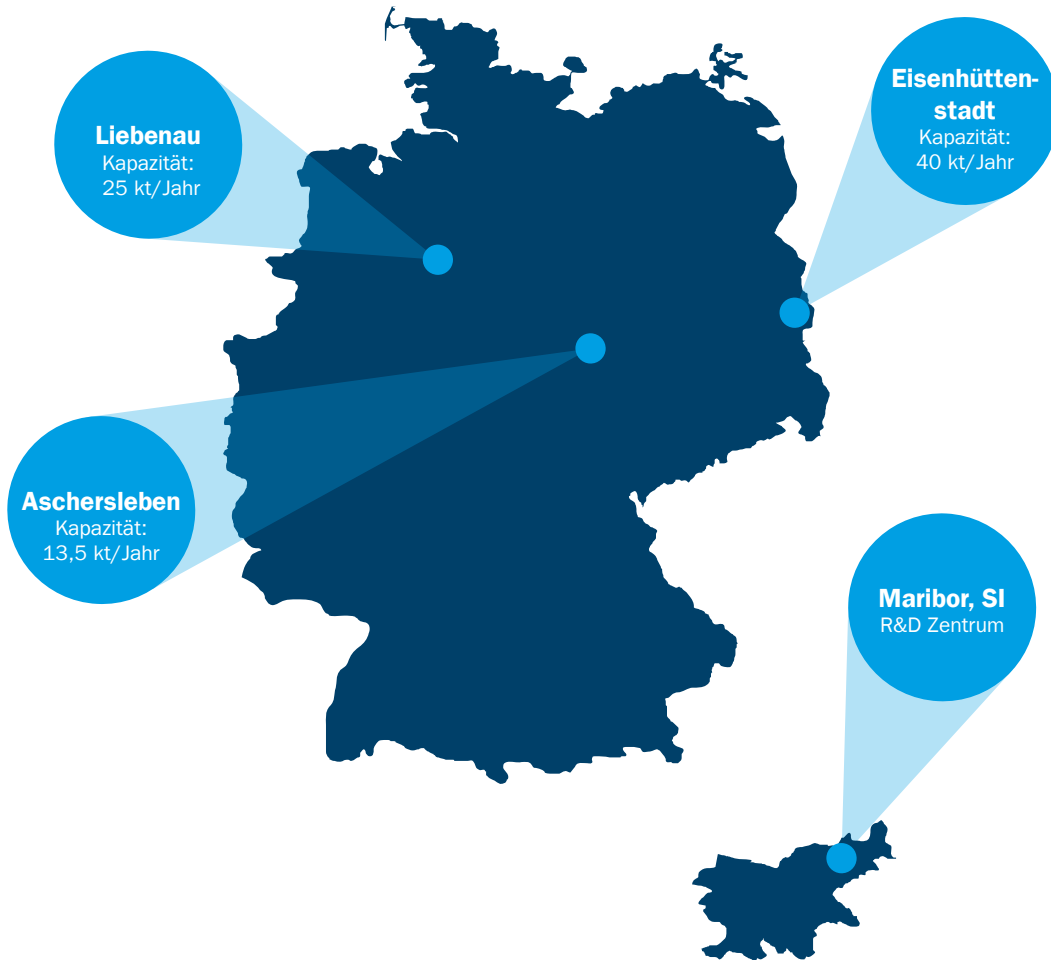 Liebenau
Kapazität:
25 kt/Jahr
Eisenhütten-
stadt
Kapazität:
40 kt/Jahr
Aschersleben
Kapazität:
13,5 kt/Jahr
Maribor, SI
R&D Zentrum